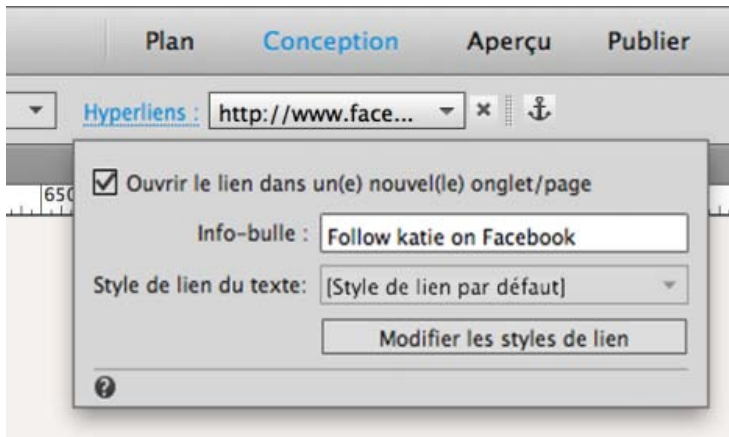 Plan Conception Aperçu Publier
Hyperliens : http://www.face...
650
Ouvrir le lien dans un(e) nouvel(le) onglet/page
Info-bulle : Follow katie on Facebook
Style de lien du texte: [Style de lien par défaut]
Modifier les styles de lien
?